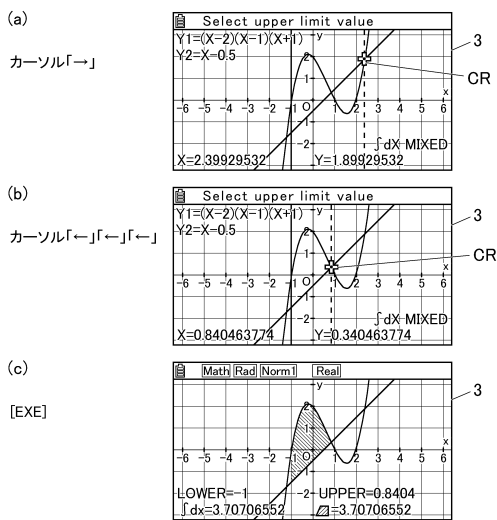 (a)
カーソル「→」
Select upper limit value
Y1=(X-2)(X-1)(X+1)
Y2=X=0.5
y
x
2
1
-1
-2
-6 -5 -4 -3 -2 -1 O 1 2 3 4 5 6
∫dX MIXED
X=2.39929532 Y=1.89929532
3
CR
(b)
カーソル「←」「←」「←」
Select upper limit value
Y1=(X-2)(X-1)(X+1)
Y2=X=0.5
y
x
2
1
-1
-2
-6 -5 -4 -3 -2 -1 O 1 2 3 4 5 6
∫dX MIXED
X=0.840463774 Y=0.340463774
3
CR
(c)
[EXE]
Math Rad Norm1 Real
y
x
2
1
-1
-2
-6 -5 -4 -3 -2 -1 O 1 2 3 4 5 6
LOWER=-1 UPPER=0.8404
∫dx=3.70706552 =3.70706552
3